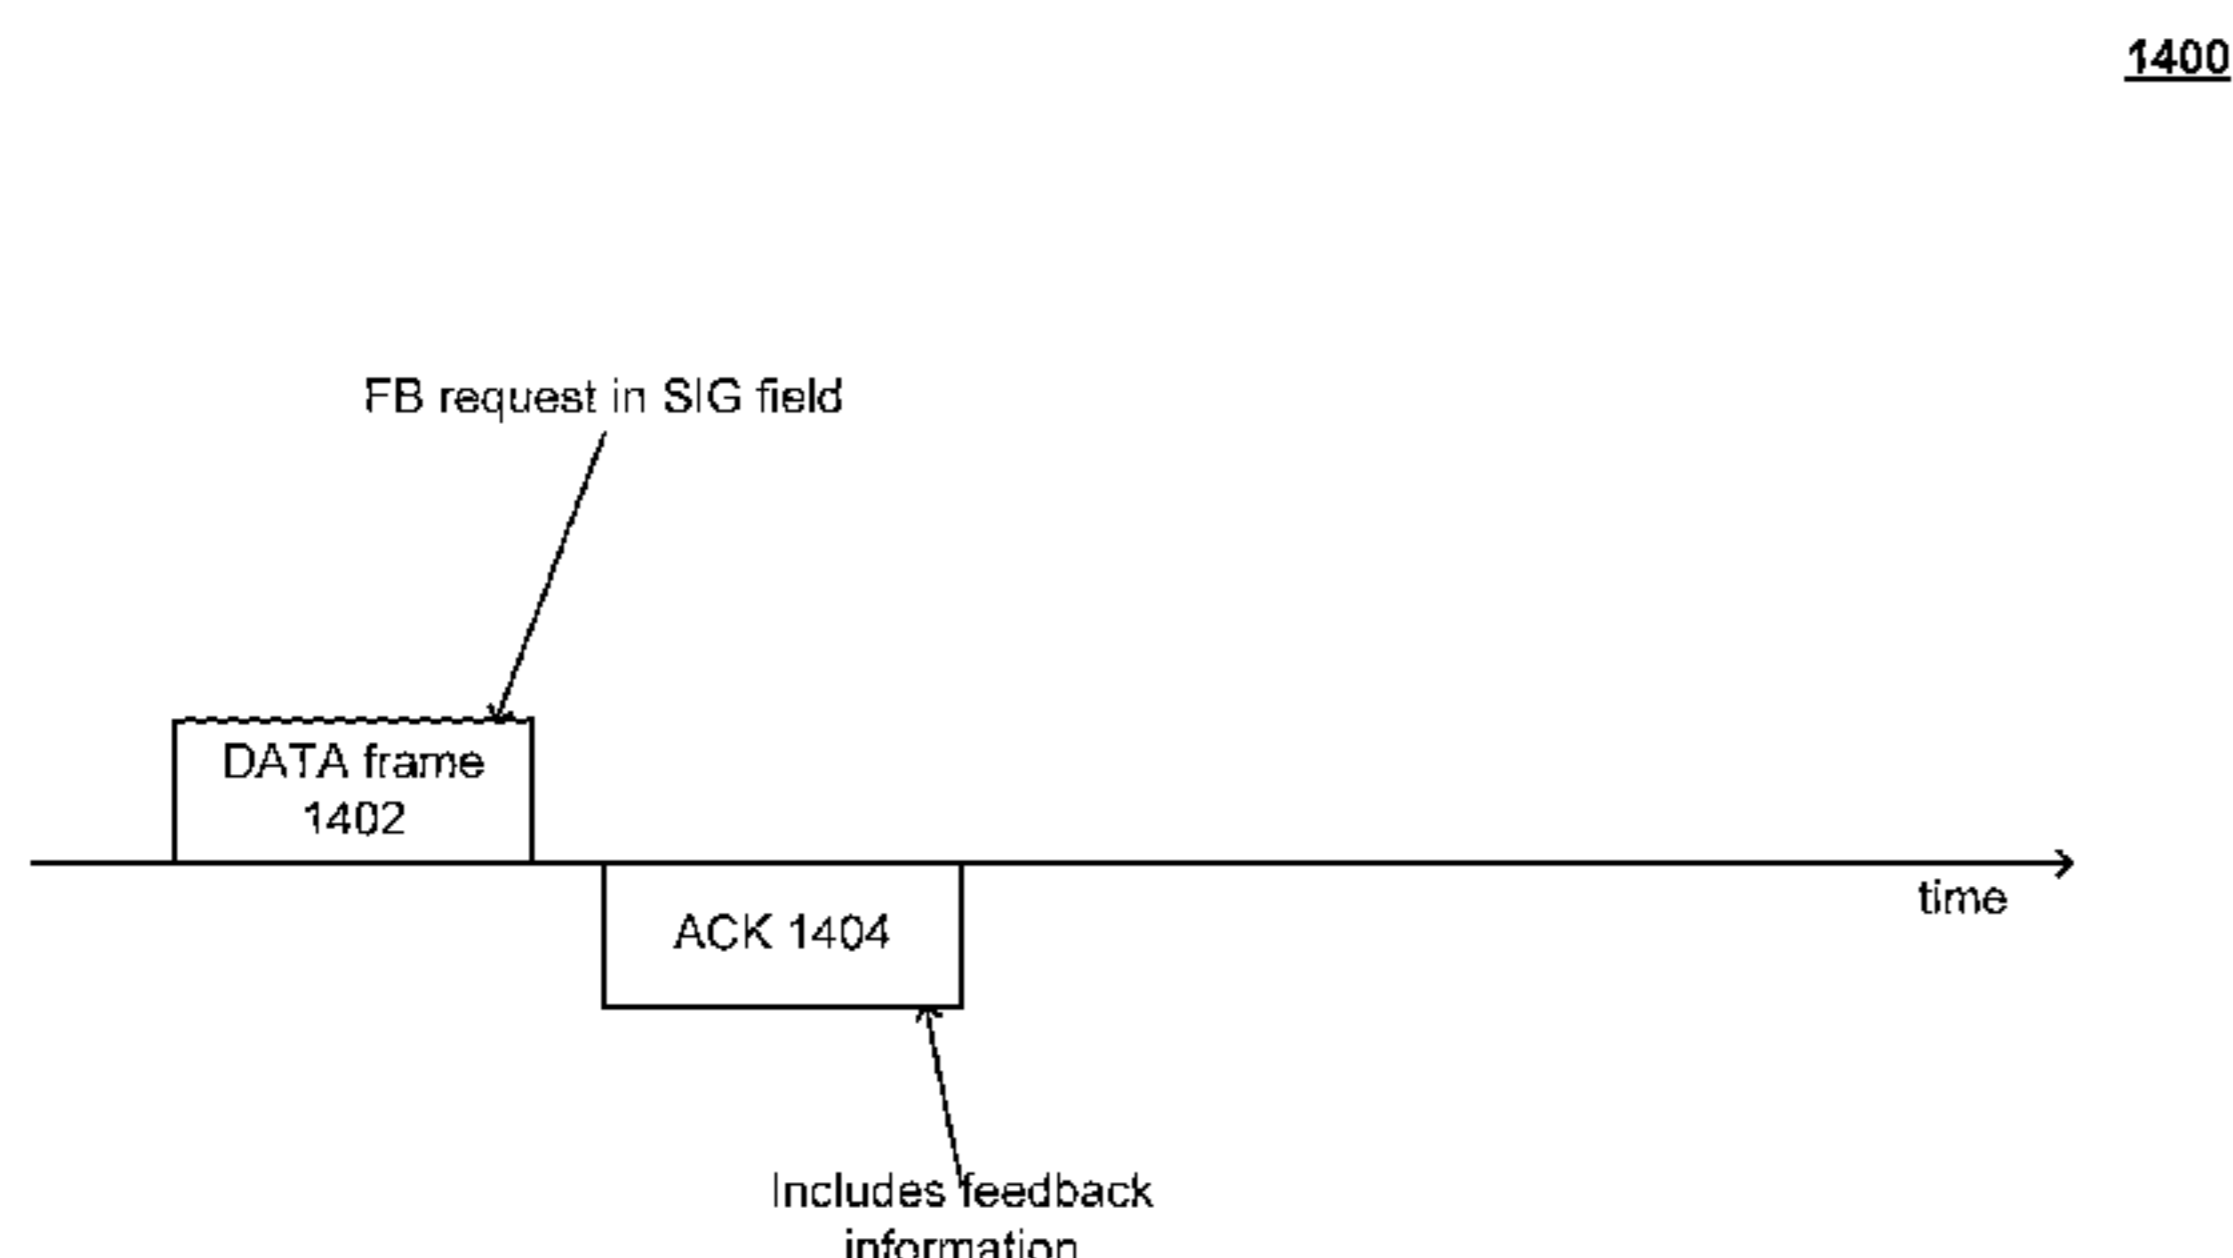 1400
FB request in SIG field
DATA frame
1402
time
ACK 1404
Includes feedback
information